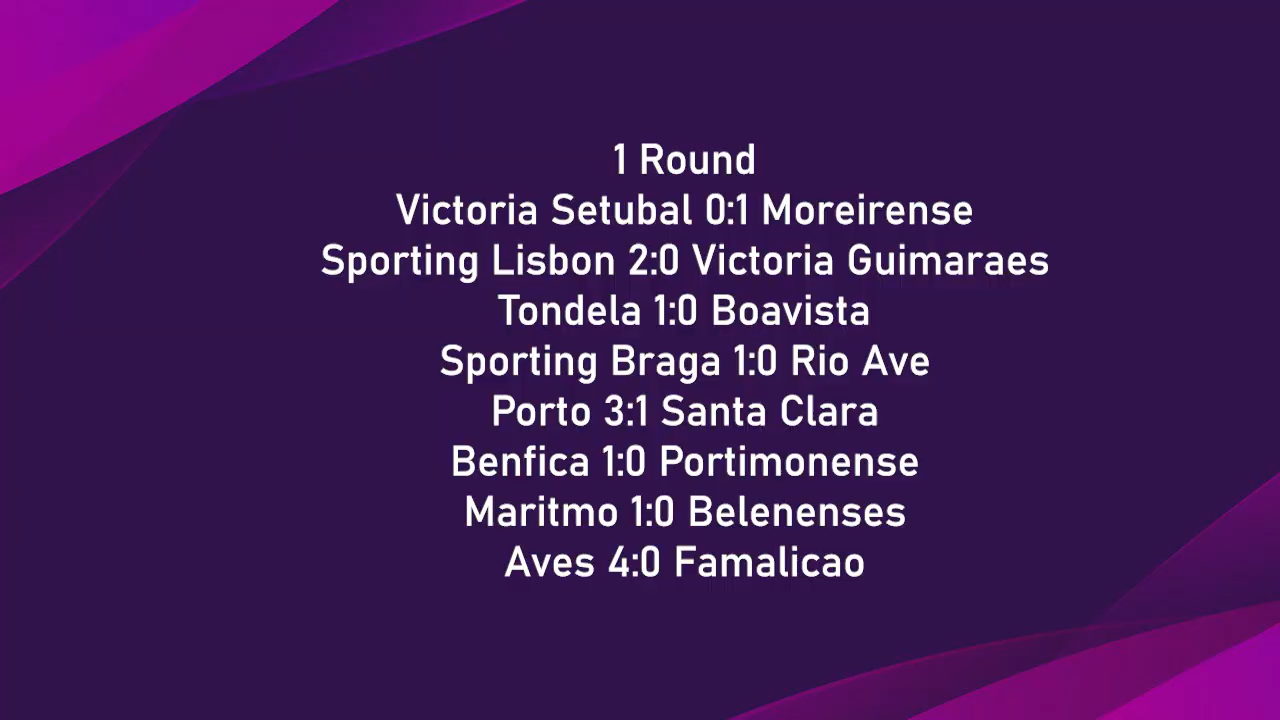 1 Round
Victoria Setubal 0:1 Moreirense
Sporting Lisbon 2:0 Victoria Guimaraes
Tondela 1:0 Boavista
Sporting Braga 1:0 Rio Ave
Porto 3:1 Santa Clara
Benfica 1:0 Portimonense
Maritmo 1:0 Belenenses
Aves 4:0 Famalicao